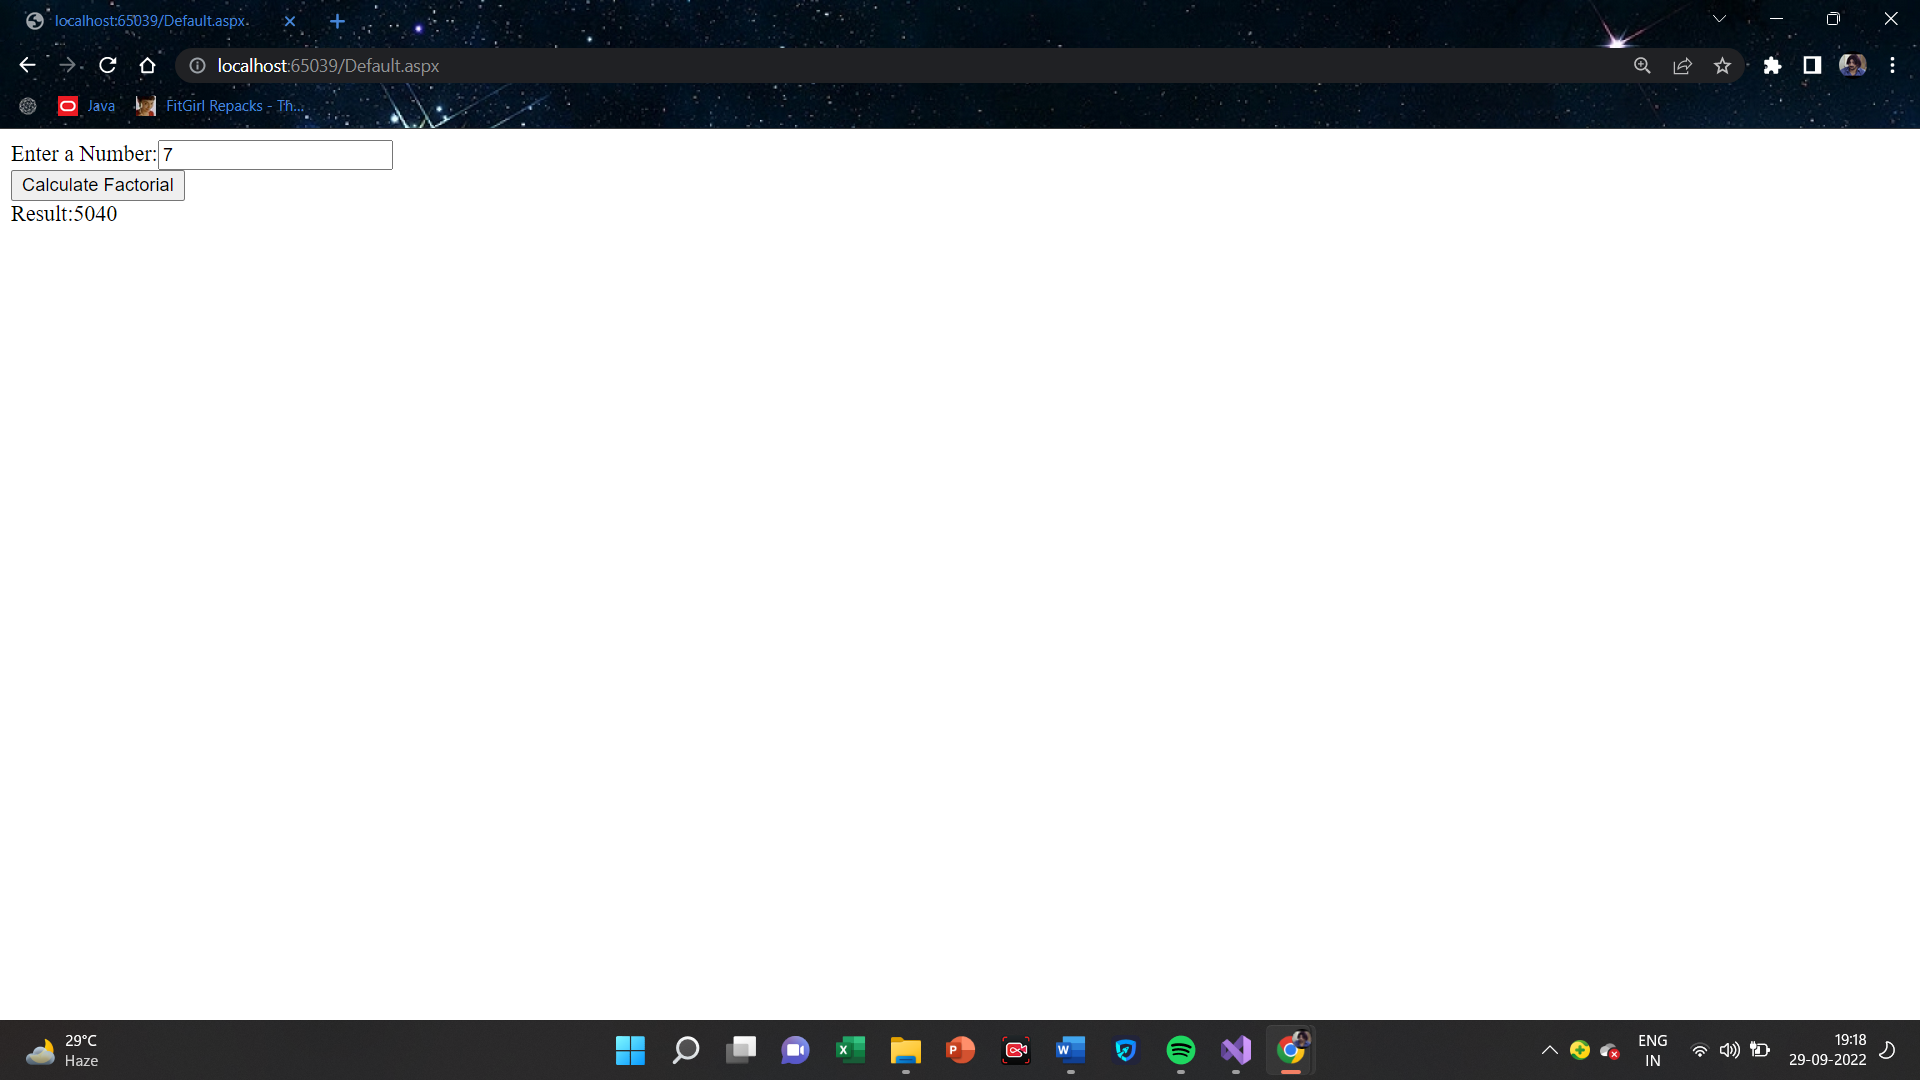 localhost:65039/Default.aspx
localhost:65039/Default.aspx
Java
FitGirl Repacks - Th...
Enter a Number: 7
Calculate Factorial
Result:5040
29°C
Haze
ENG
IN
19:18
29-09-2022